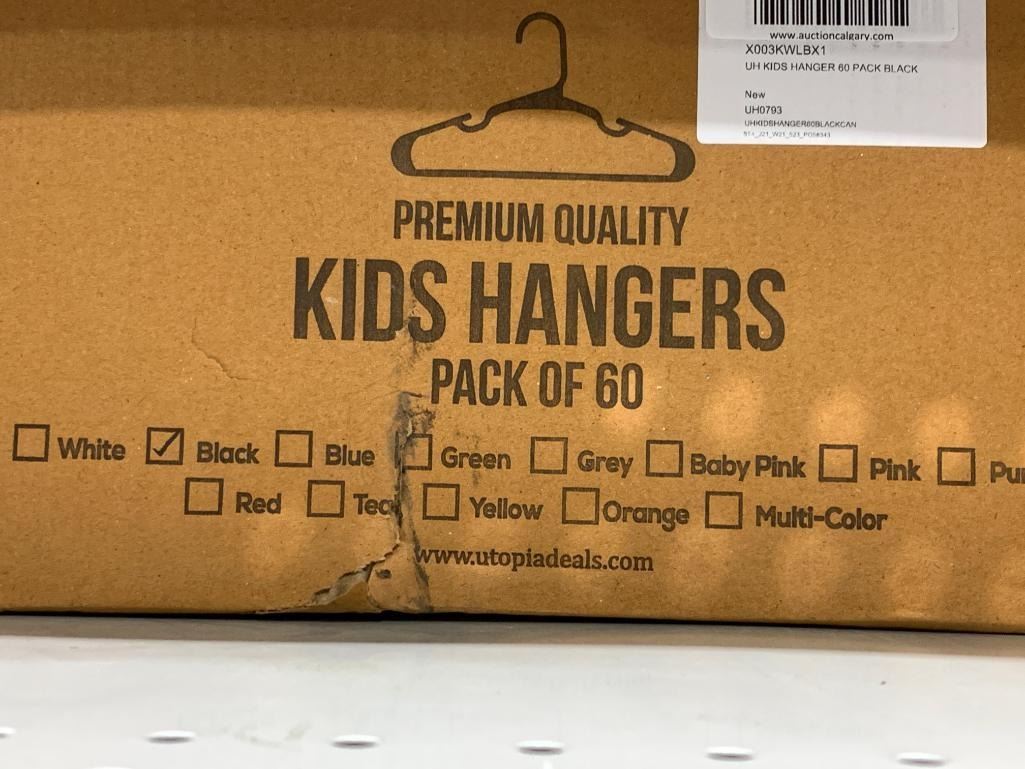 www.auctioncalgary.com
X003KWLBX1
UH KIDS HANGER 60 PACK BLACK
New
UH0793
UHKIDSHANGER60BLACKCAN
PREMIUM QUALITY
KIDS HANGERS
PACK OF 60
White Black Blue Green Grey Baby Pink Pink
Red Teal Yellow Orange Multi-Color
www.utopiadeals.com